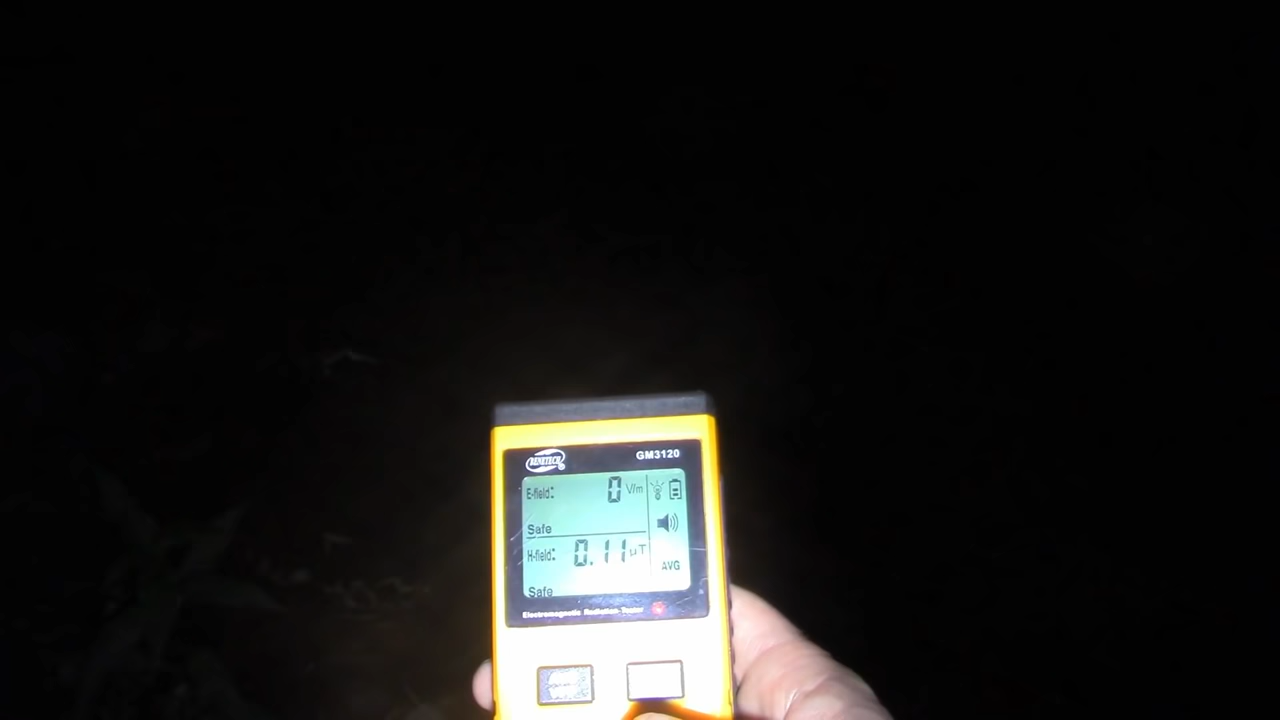 BENETECH
GM3120
E-field: 0 V/m
Safe
H-field: 0.11 µT
AVG
Safe
Electromagnetic Radiation Tester